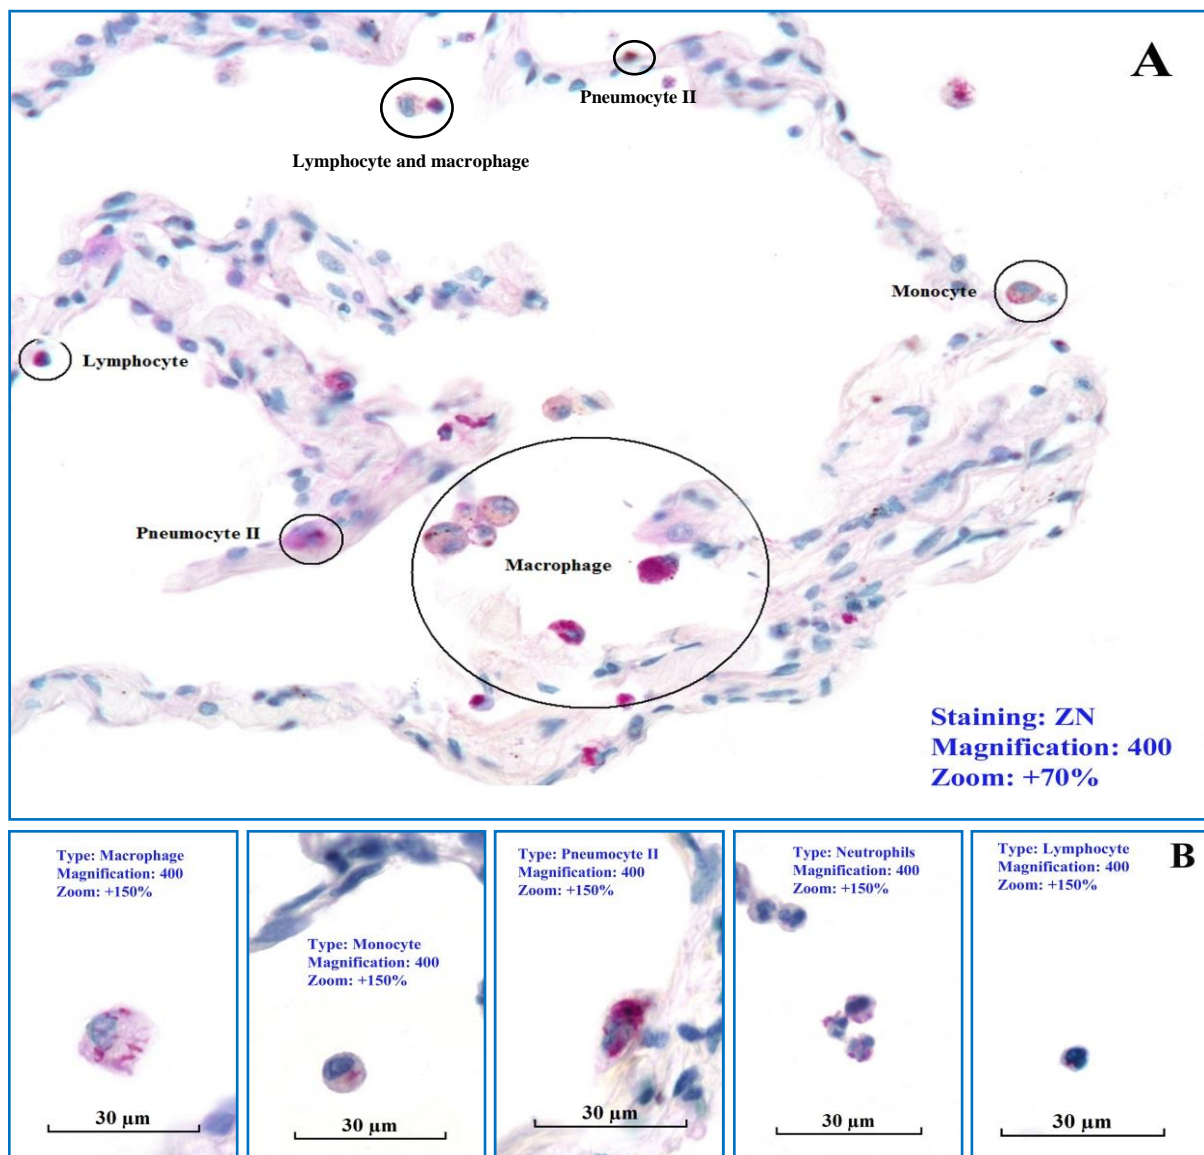 A
Pneumocyte II
Lymphocyte and macrophage
Monocyte
Lymphocyte
Pneumocyte II
Macrophage
Staining: ZN
Magnification: 400
Zoom: +70%
B
Type: Macrophage
Magnification: 400
Zoom: +150%
30 µm
Type: Monocyte
Magnification: 400
Zoom: +150%
30 µm
Type: Pneumocyte II
Magnification: 400
Zoom: +150%
30 µm
Type: Neutrophils
Magnification: 400
Zoom: +150%
30 µm
Type: Lymphocyte
Magnification: 400
Zoom: +150%
30 µm